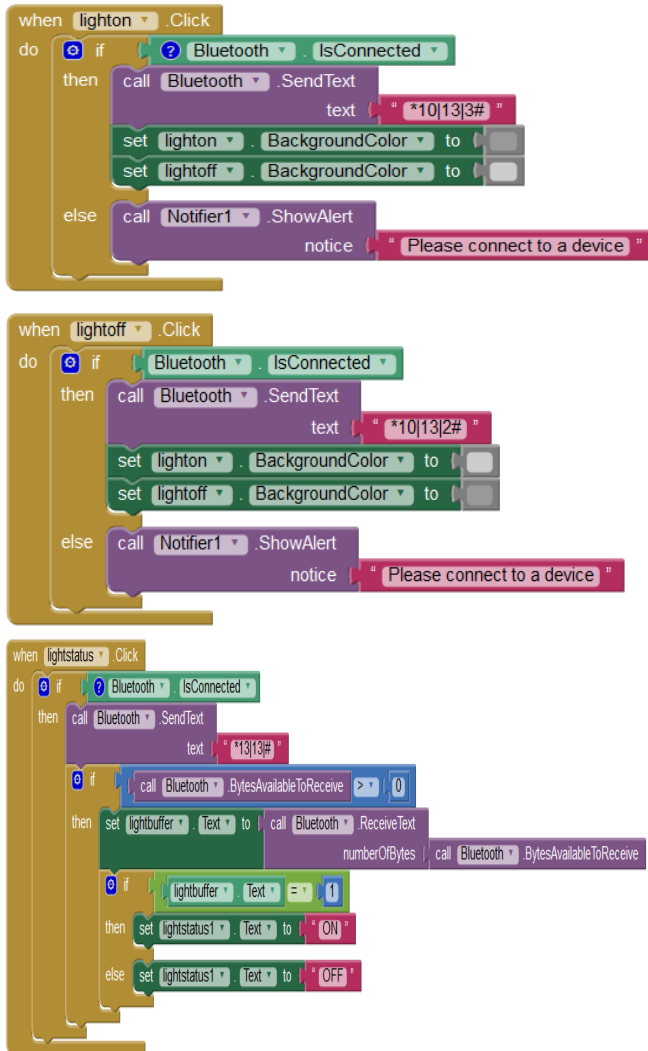 when lighton .Click
do if ? Bluetooth . IsConnected
then call Bluetooth .SendText
text " *10|13|3# "
set lighton . BackgroundColor to
set lightoff . BackgroundColor to
else call Notifier1 .ShowAlert
notice " Please connect to a device "
when lightoff .Click
do if Bluetooth . IsConnected
then call Bluetooth .SendText
text " *10|13|2# "
set lighton . BackgroundColor to
set lightoff . BackgroundColor to
else call Notifier1 .ShowAlert
notice " Please connect to a device "
when lightstatus .Click
do if ? Bluetooth . IsConnected
then call Bluetooth .SendText
text " *13|13|# "
if call Bluetooth .BytesAvailableToReceive > 0
then set lightbuffer . Text to call Bluetooth .ReceiveText
numberOfBytes call Bluetooth .BytesAvailableToReceive
if lightbuffer . Text = 1
then set lightstatus1 . Text to " ON "
else set lightstatus1 . Text to " OFF "